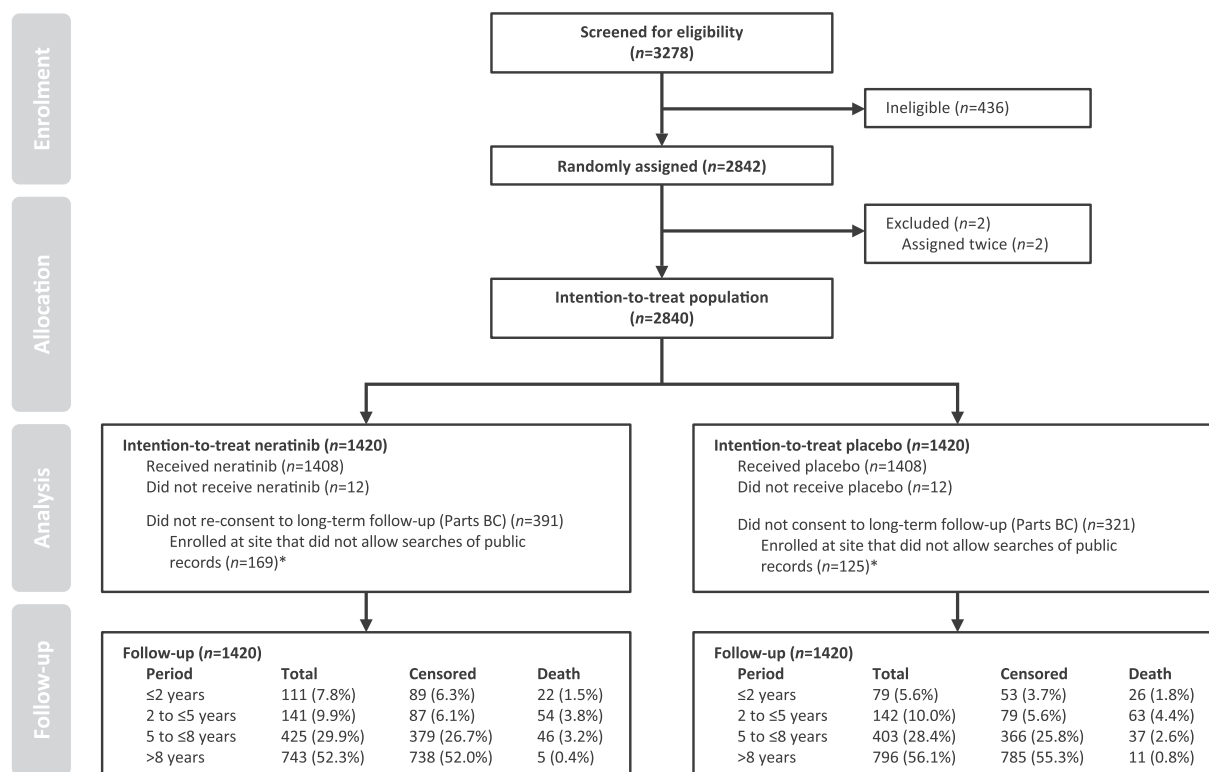 Enrolment
Screened for eligibility
(n=3278)
Ineligible (n=436)
Randomly assigned (n=2842)
Allocation
Excluded (n=2)
Assigned twice (n=2)
Intention-to-treat population
(n=2840)
Analysis
Intention-to-treat neratinib (n=1420)
Received neratinib (n=1408)
Did not receive neratinib (n=12)
Did not re-consent to long-term follow-up (Parts BC) (n=391)
Enrolled at site that did not allow searches of public
records (n=169)*
Intention-to-treat placebo (n=1420)
Received placebo (n=1408)
Did not receive placebo (n=12)
Did not consent to long-term follow-up (Parts BC) (n=321)
Enrolled at site that did not allow searches of public
records (n=125)*
Follow-up
Follow-up (n=1420)
Period Total Censored Death
≤2 years 111 (7.8%) 89 (6.3%) 22 (1.5%)
2 to ≤5 years 141 (9.9%) 87 (6.1%) 54 (3.8%)
5 to ≤8 years 425 (29.9%) 379 (26.7%) 46 (3.2%)
>8 years 743 (52.3%) 738 (52.0%) 5 (0.4%)
Follow-up (n=1420)
Period Total Censored Death
≤2 years 79 (5.6%) 53 (3.7%) 26 (1.8%)
2 to ≤5 years 142 (10.0%) 79 (5.6%) 63 (4.4%)
5 to ≤8 years 403 (28.4%) 366 (25.8%) 37 (2.6%)
>8 years 796 (56.1%) 785 (55.3%) 11 (0.8%)